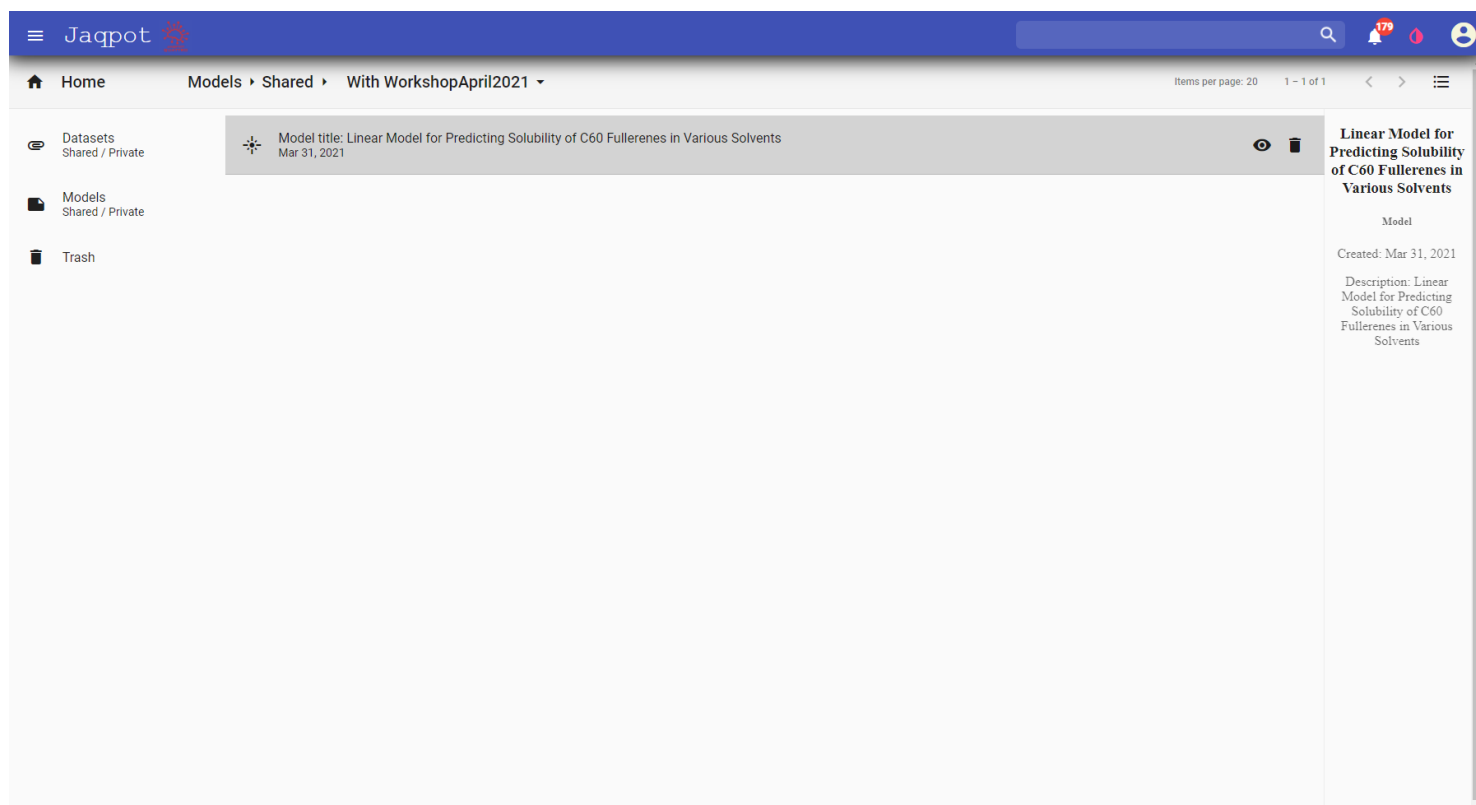 Jaqpot
179
Home
Models Shared With WorkshopApril2021
Items per page: 20 1 – 1 of 1
Datasets
Shared / Private
Models
Shared / Private
Trash
Model title: Linear Model for Predicting Solubility of C60 Fullerenes in Various Solvents
Mar 31, 2021
Linear Model for
Predicting Solubility
of C60 Fullerenes in
Various Solvents
Model
Created: Mar 31, 2021
Description: Linear
Model for Predicting
Solubility of C60
Fullerenes in Various
Solvents